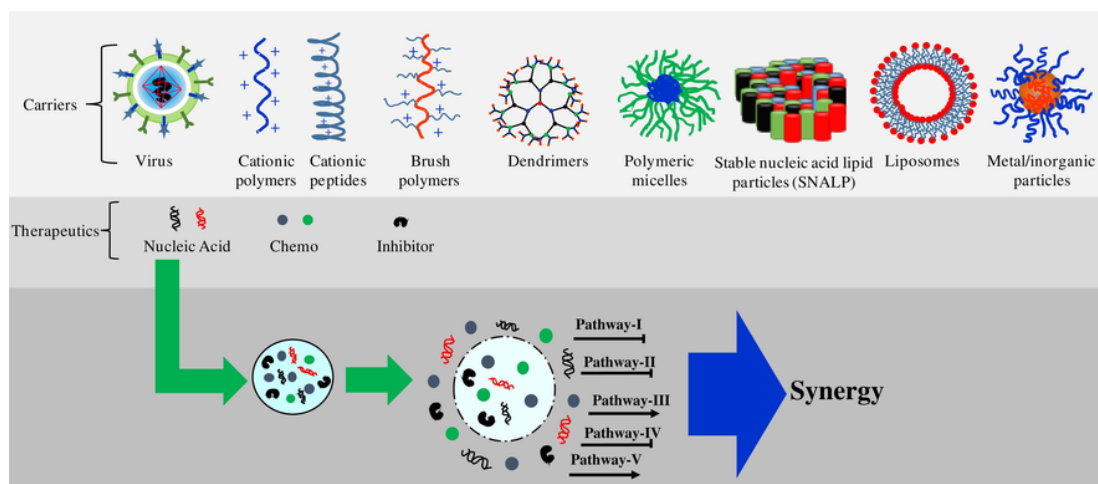 Carriers
Virus
Cationic
polymers
Cationic
peptides
Brush
polymers
Dendrimers
Polymeric
micelles
Stable nucleic acid lipid
particles (SNALP)
Liposomes
Metal/inorganic
particles
Therapeutics
Nucleic Acid
Chemo
Inhibitor
Pathway-I
Pathway-II
Pathway-III
Pathway-IV
Pathway-V
Synergy